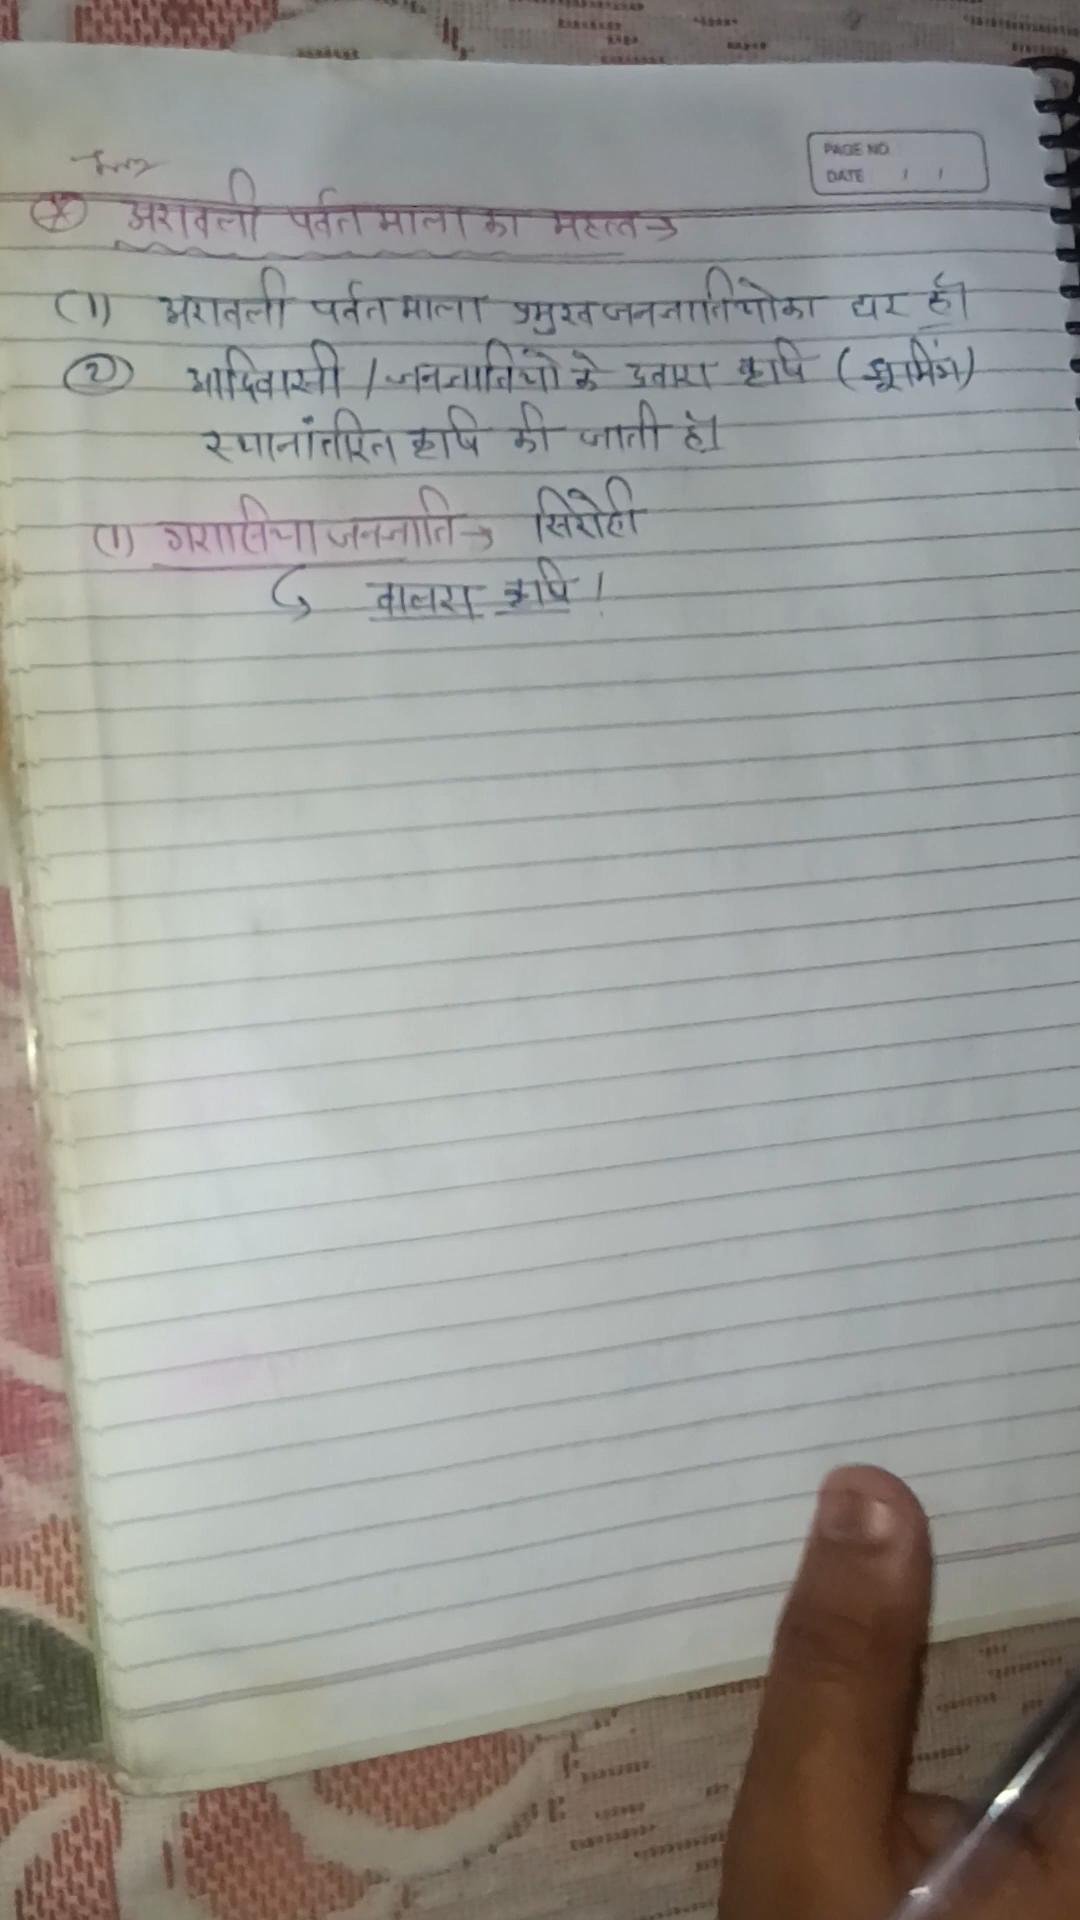 PAGE NO.
DATE / /
अरावली पर्वत माला का महत्व →
(1) अरावली पर्वत माला प्रमुख जनजातियो का घर हैं।
(2) आदिवासी / जनजातियो के द्वारा कृषि (झूमिंग)
स्थानांतरित कृषि की जाती हैं।
(1) गरासिया जनजाति → सिरोही
↳ वालरा कृषि।